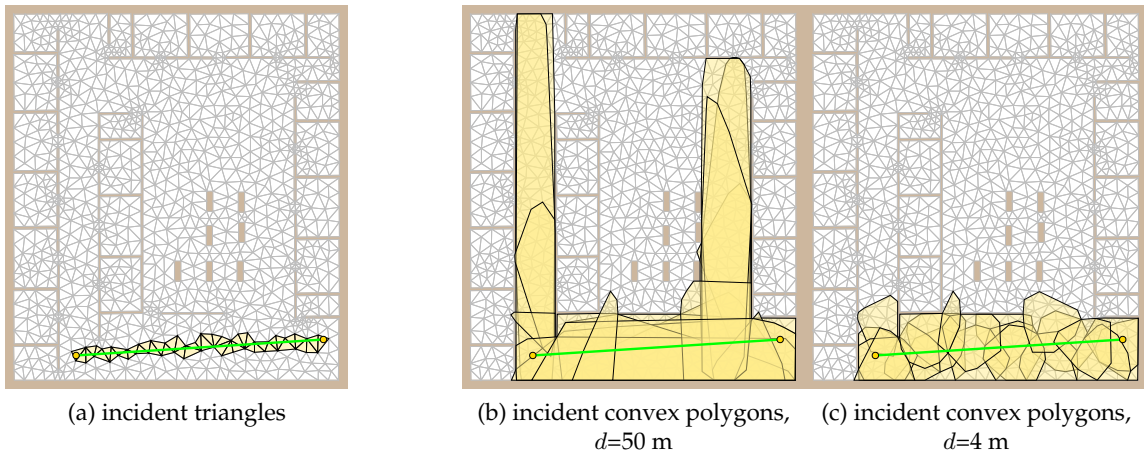 (a) incident triangles
(b) incident convex polygons,
d=50 m
(c) incident convex polygons,
d=4 m